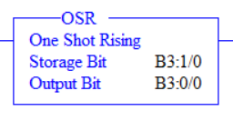 OSR
One Shot Rising
Storage Bit B3:1/0
Output Bit B3:0/0